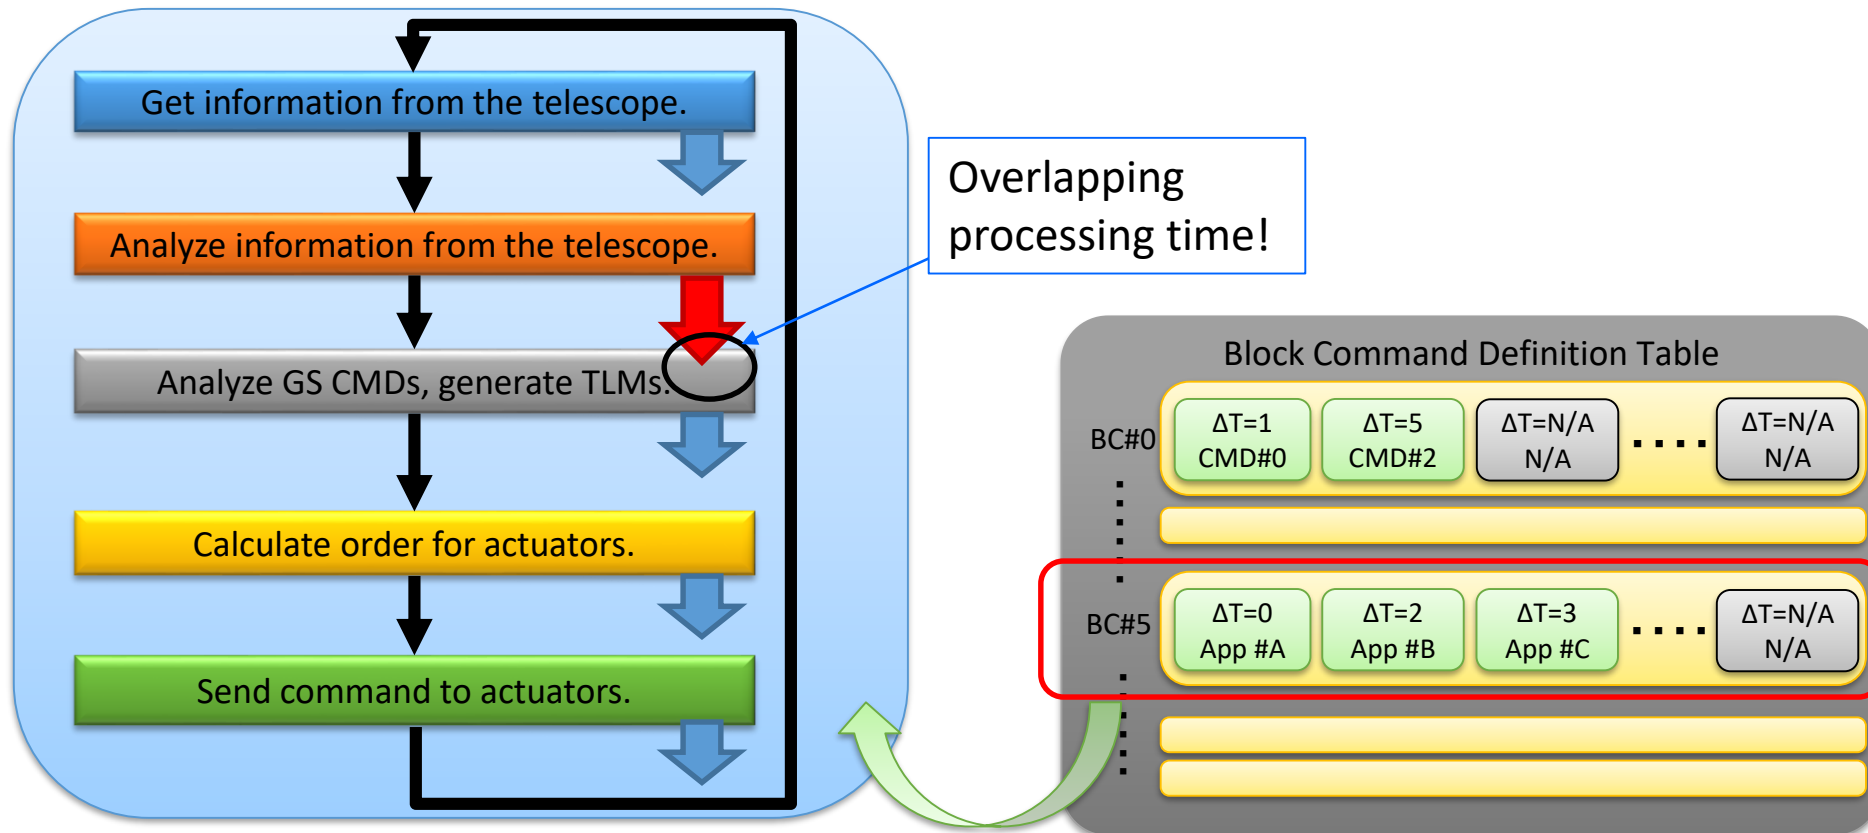 Get information from the telescope.
Analyze information from the telescope.
Analyze GS CMDs, generate TLMs.
Calculate order for actuators.
Send command to actuators.
Overlapping
processing time!
Block Command Definition Table
BC#0
ΔT=1
CMD#0
ΔT=5
CMD#2
ΔT=N/A
N/A
ΔT=N/A
N/A
BC#5
ΔT=0
App #A
ΔT=2
App #B
ΔT=3
App #C
ΔT=N/A
N/A